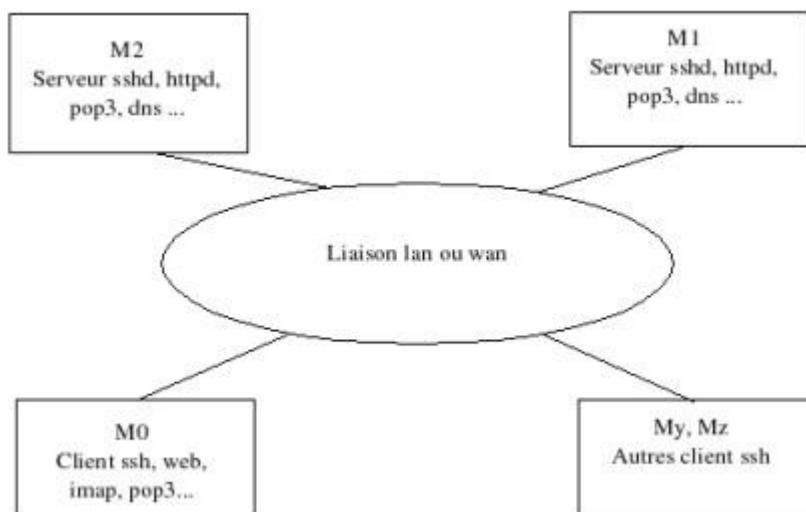 M2
Serveur sshd, httpd,
pop3, dns ...
M1
Serveur sshd, httpd,
pop3, dns ...
Liaison lan ou wan
M0
Client ssh, web,
imap, pop3...
My, Mz
Autres client ssh